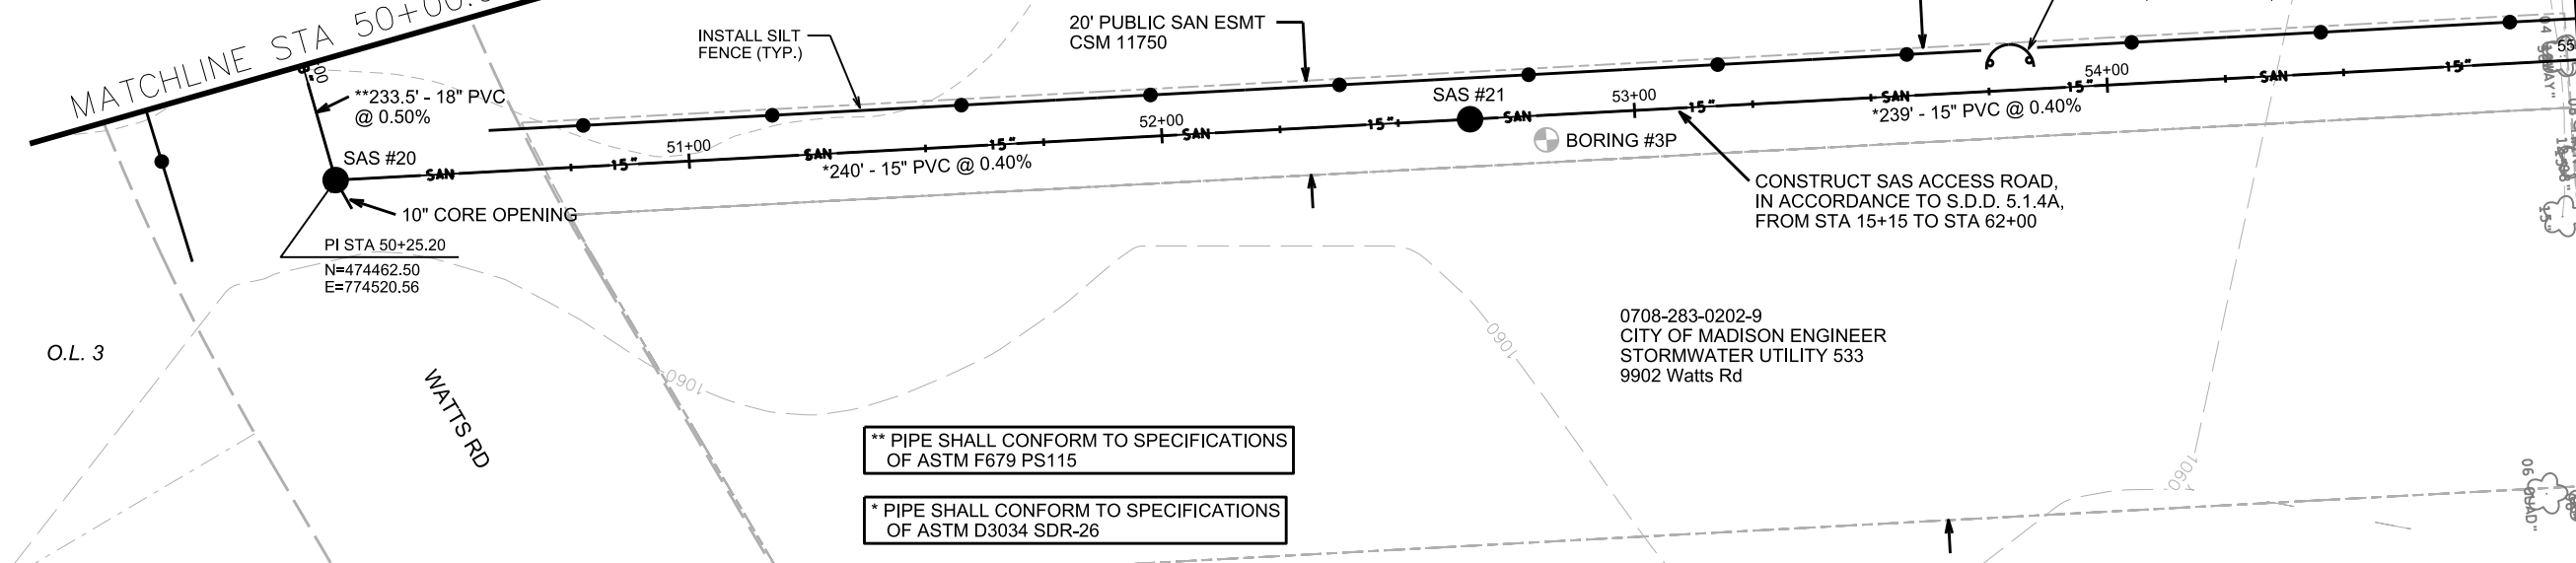 MATCHLINE STA 50+00.
INSTALL SILT
FENCE (TYP.)
20' PUBLIC SAN ESMT
CSM 11750
**233.5' - 18" PVC
@ 0.50%
SAS #20
SAN
15"
51+00
SAN
15"
*240' - 15" PVC @ 0.40%
52+00
SAN
15"
SAS #21
SAN
53+00
15"
SAN
*239' - 15" PVC @ 0.40%
15"
54+00
SAN
15"
55
BORING #3P
10" CORE OPENING
PI STA 50+25.20
N=474462.50
E=774520.56
CONSTRUCT SAS ACCESS ROAD,
IN ACCORDANCE TO S.D.D. 5.1.4A,
FROM STA 15+15 TO STA 62+00
O.L. 3
WATTS RD
1060
1060
1060
0708-283-0202-9
CITY OF MADISON ENGINEER
STORMWATER UTILITY 533
9902 Watts Rd
** PIPE SHALL CONFORM TO SPECIFICATIONS
OF ASTM F679 PS115
* PIPE SHALL CONFORM TO SPECIFICATIONS
OF ASTM D3034 SDR-26
15"
06 QUAD"